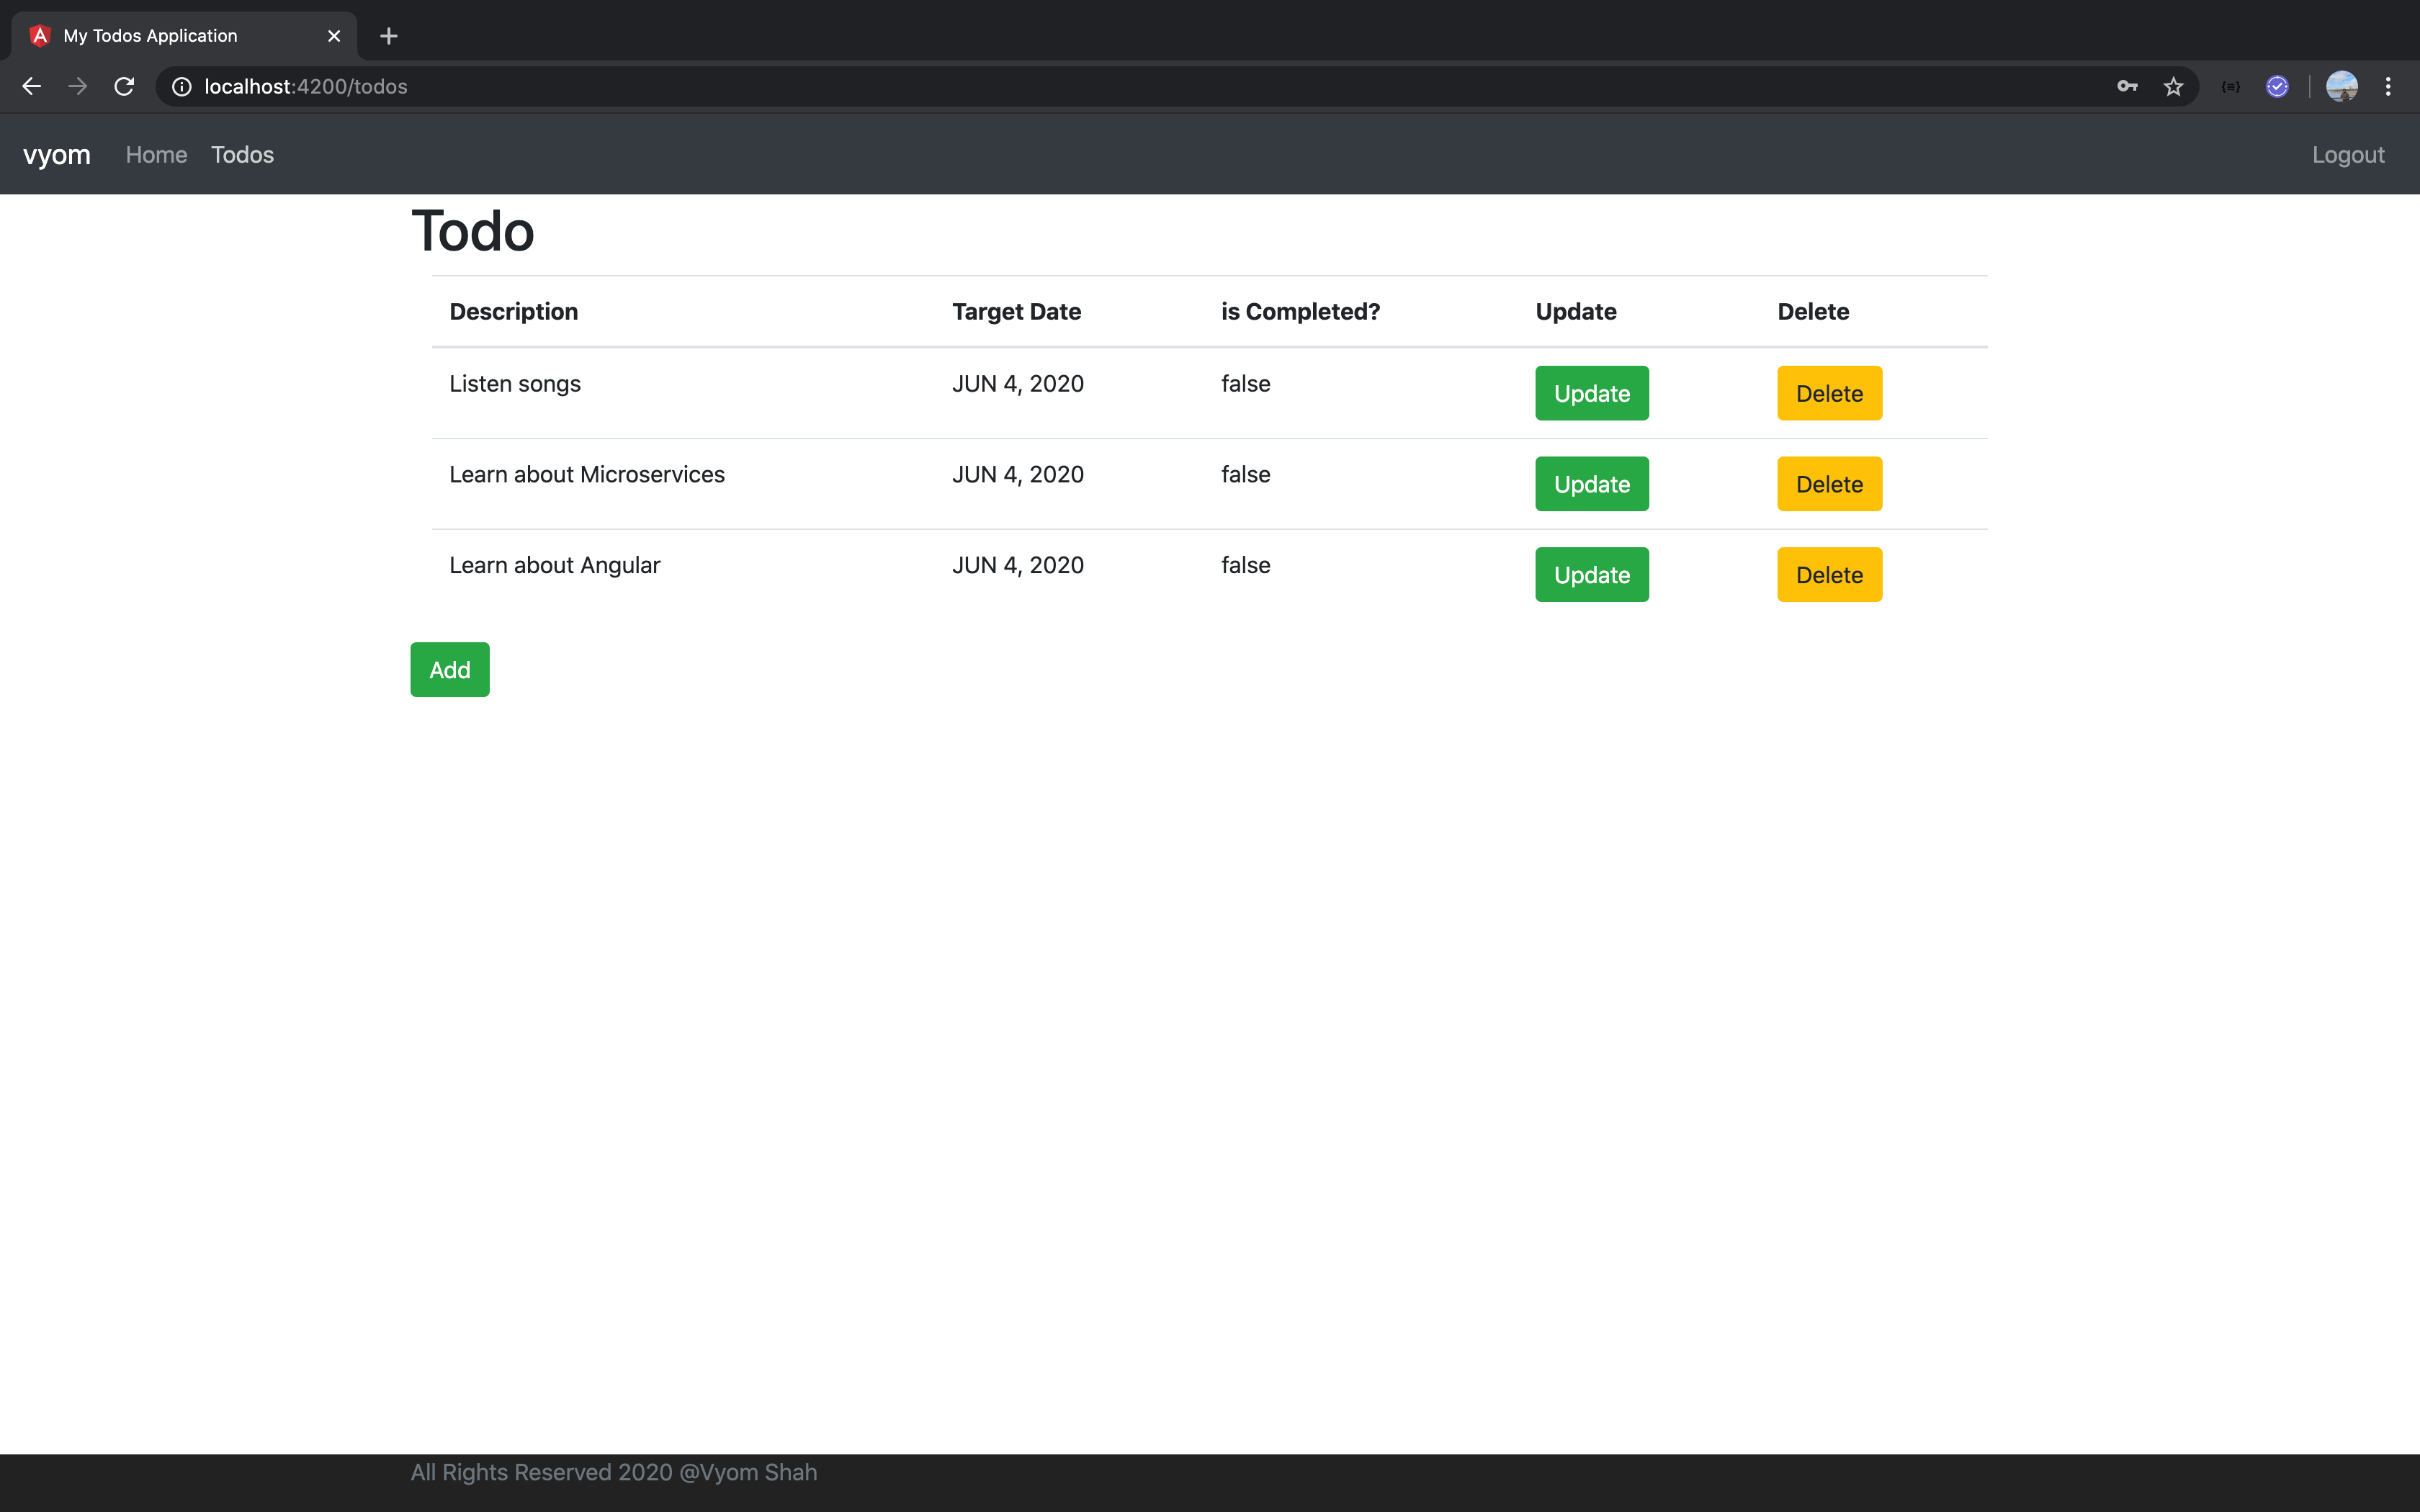 My Todos Application
localhost:4200/todos
vyom Home Todos Logout
Todo
Description Target Date is Completed? Update Delete
Listen songs JUN 4, 2020 false Update Delete
Learn about Microservices JUN 4, 2020 false Update Delete
Learn about Angular JUN 4, 2020 false Update Delete
Add
All Rights Reserved 2020 @Vyom Shah